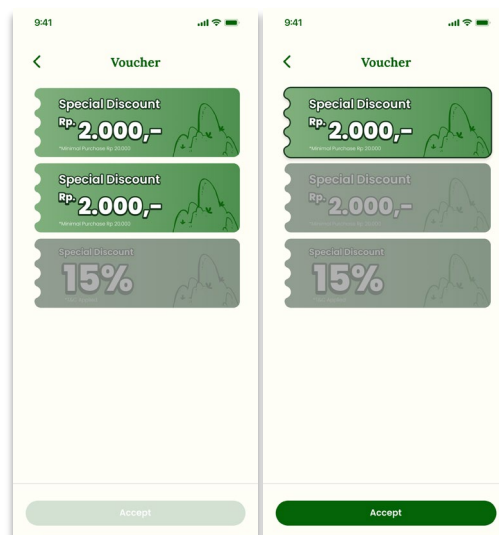 9:41
Voucher
Special Discount
Rp. 2.000,-
*Minimal Purchase Rp 20.000
Special Discount
Rp. 2.000,-
*Minimal Purchase Rp 20.000
Special Discount
15%
Accept
9:41
Voucher
Special Discount
Rp. 2.000,-
*Minimal Purchase Rp 20.000
Special Discount
Rp. 2.000,-
Special Discount
15%
Accept